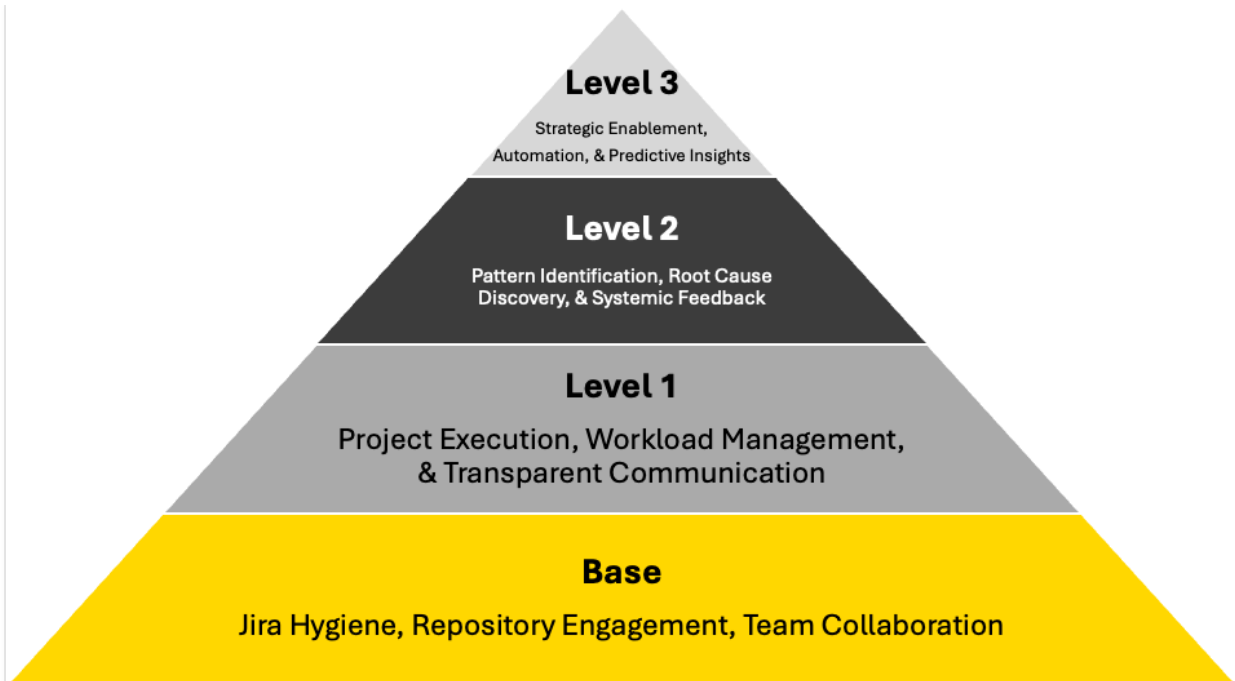 Level 3
Strategic Enablement,
Automation, & Predictive Insights
Level 2
Pattern Identification, Root Cause
Discovery, & Systemic Feedback
Level 1
Project Execution, Workload Management,
& Transparent Communication
Base
Jira Hygiene, Repository Engagement, Team Collaboration